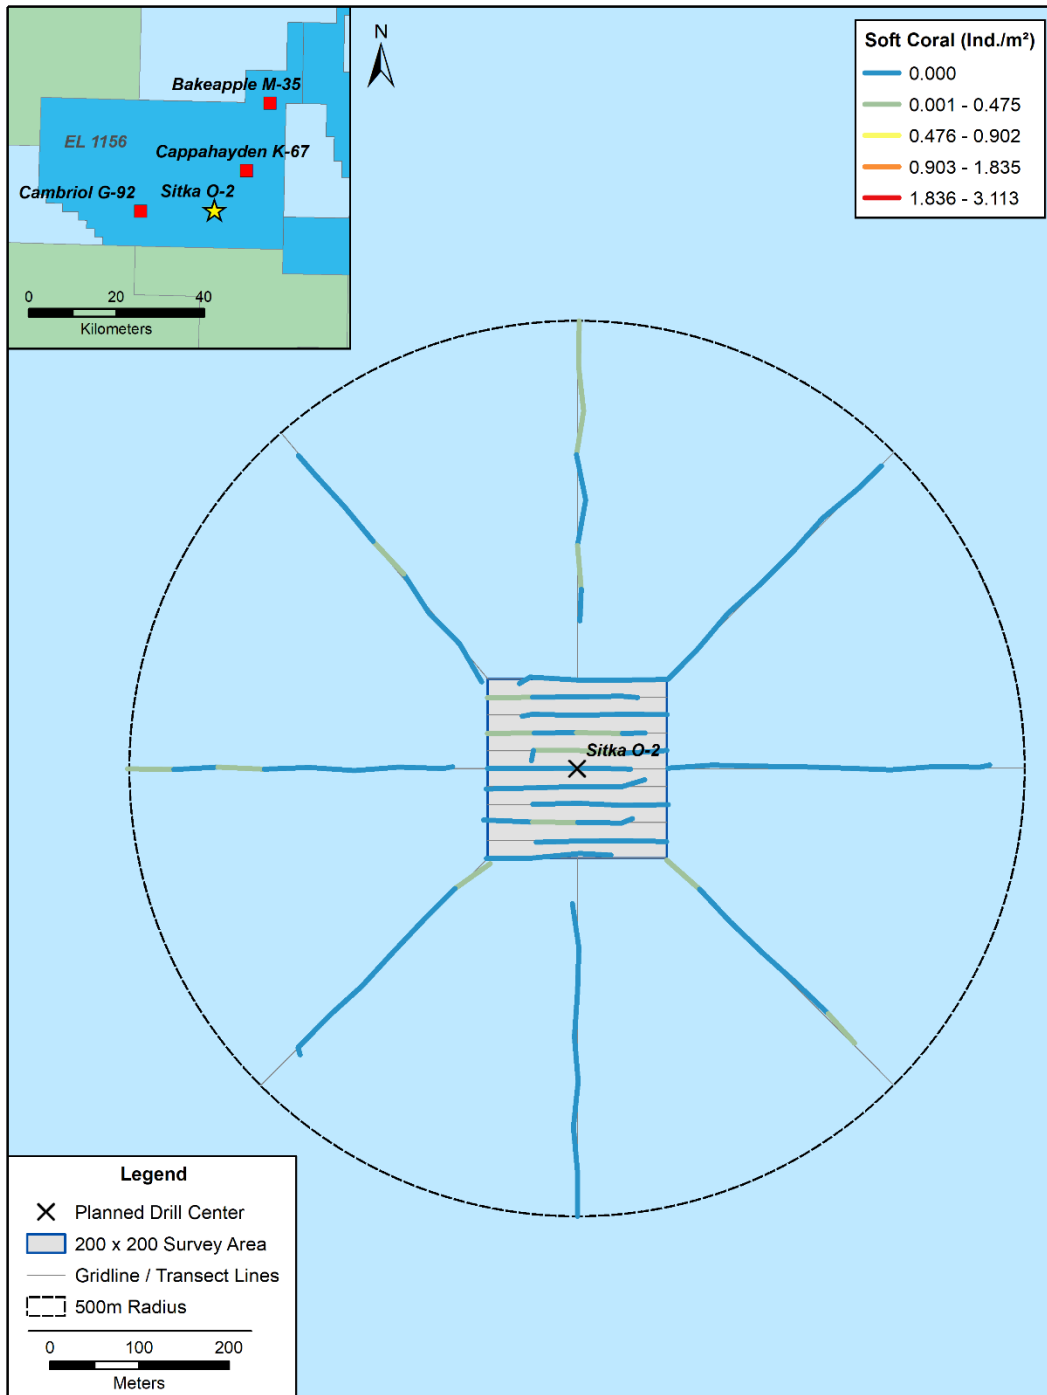 Bakeapple M-35
EL 1156
Cappahayden K-67
Cambriol G-92
Sitka O-2
0 20 40
Kilometers
N
Soft Coral (Ind./m²)
0.000
0.001 - 0.475
0.476 - 0.902
0.903 - 1.835
1.836 - 3.113
Sitka O-2
Legend
Planned Drill Center
200 x 200 Survey Area
Gridline / Transect Lines
500m Radius
0 100 200
Meters